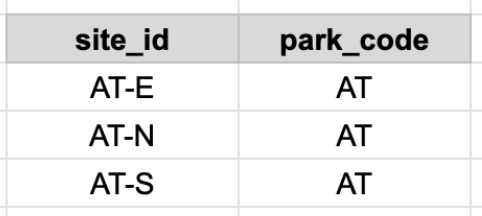 site_id park_code
AT-E AT
AT-N AT
AT-S AT